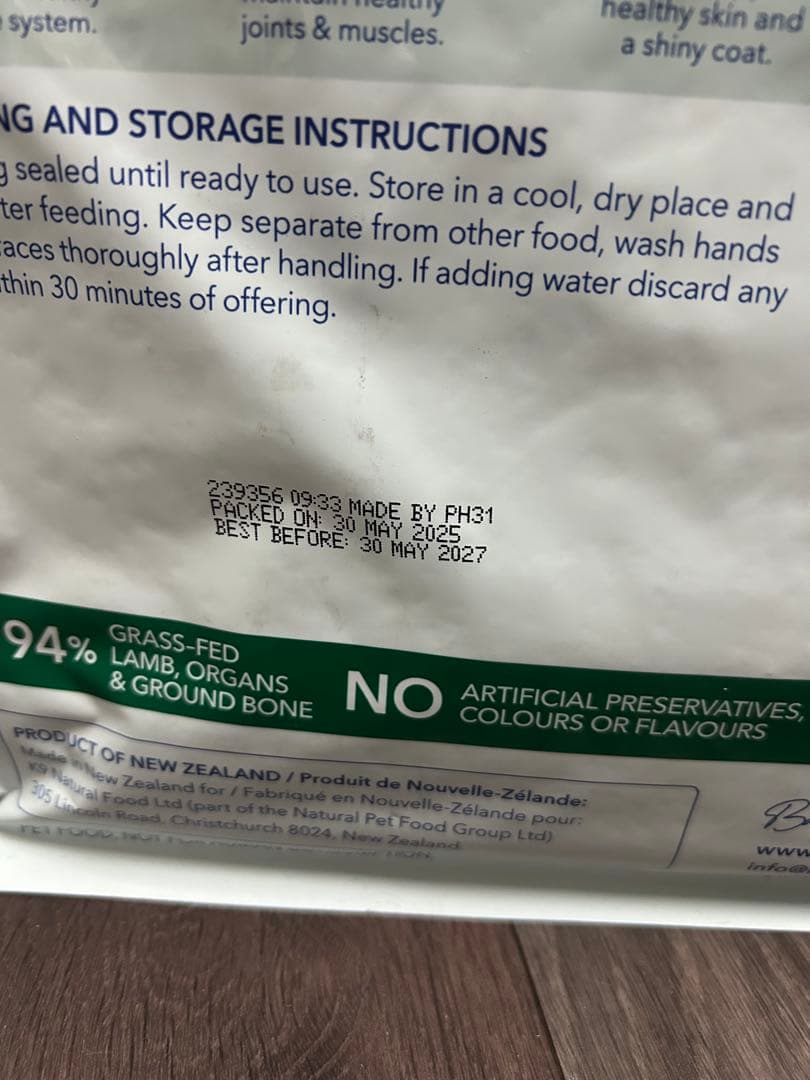 system.
joints & muscles.
healthy skin and
a shiny coat.
AND STORAGE INSTRUCTIONS
sealed until ready to use. Store in a cool, dry place and
feeding. Keep separate from other food, wash hands
thoroughly after handling. If adding water discard any
30 minutes of offering.
239356 09:33 MADE BY PH31
PACKED ON: 30 MAY 2025
BEST BEFORE: 30 MAY 2027
94% GRASS-FED
LAMB, ORGANS
& GROUND BONE
NO ARTIFICIAL PRESERVATIVES,
COLOURS OR FLAVOURS
PRODUCT OF NEW ZEALAND / Produit de Nouvelle-Zélande:
Made in New Zealand for / Fabriqué en Nouvelle-Zélande pour:
K9 Natural Food Ltd (part of the Natural Pet Food Group Ltd)
305 Lincoln Road, Christchurch 8024, New Zealand
PET FOOD, NOT
www
info@